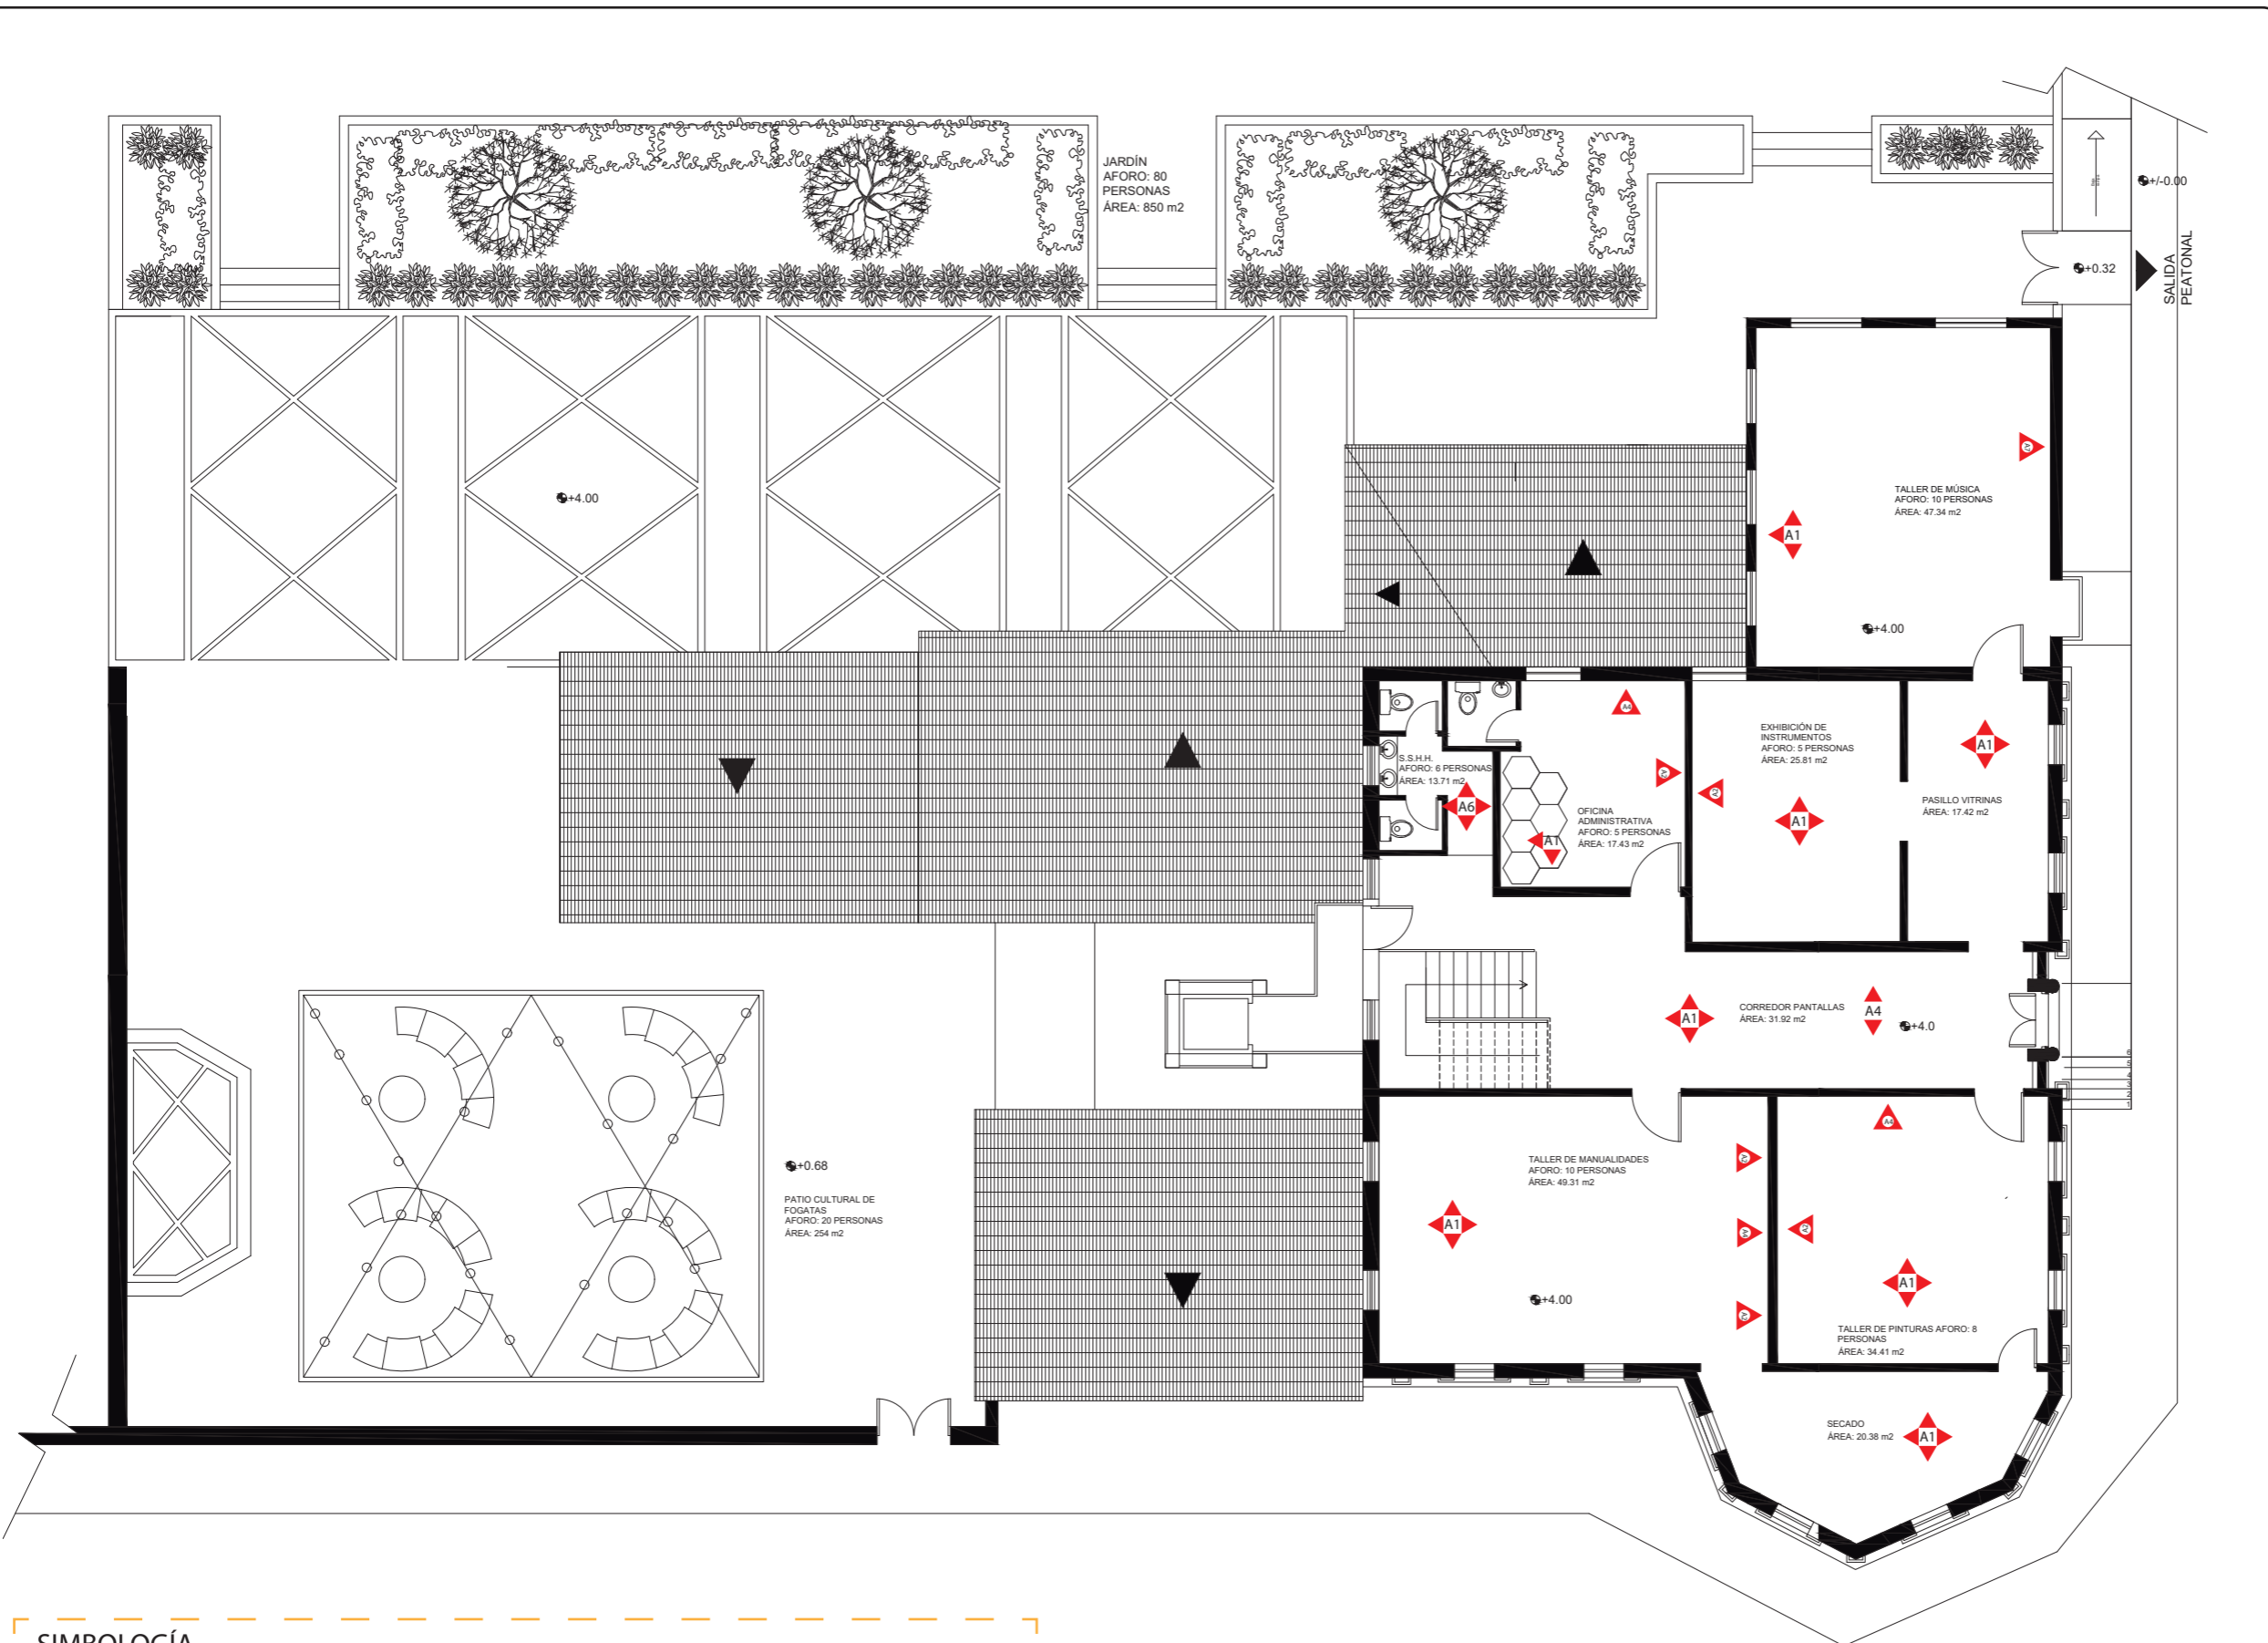 JARDÍN
AFORO: 80
PERSONAS
ÁREA: 850 m2
+/-0.00
+0.32
SALIDA
PEATONAL
+4.00
TALLER DE MÚSICA
AFORO: 10 PERSONAS
ÁREA: 47.34 m2
A1
+4.00
A4
EXHIBICIÓN DE
INSTRUMENTOS
AFORO: 5 PERSONAS
ÁREA: 25.81 m2
A1
A1
PASILLO VITRINAS
ÁREA: 17.42 m2
S.S.H.H.
AFORO: 6 PERSONAS
ÁREA: 13.71 m2
A6
OFICINA
ADMINISTRATIVA
AFORO: 5 PERSONAS
ÁREA: 17.43 m2
A1
CORREDOR PANTALLAS
ÁREA: 31.92 m2
A1
A4
+4.0
+0.68
PATIO CULTURAL DE
FOGATAS
AFORO: 20 PERSONAS
ÁREA: 254 m2
TALLER DE MANUALIDADES
AFORO: 10 PERSONAS
ÁREA: 49.31 m2
A1
+4.00
A4
A4
A1
TALLER DE PINTURAS AFORO: 8
PERSONAS
ÁREA: 34.41 m2
SECADO
ÁREA: 20.38 m2
A1
SIMBOLOGÍA